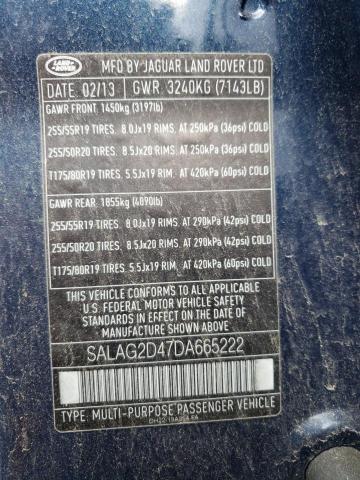 LAND ROVER
MFG BY JAGUAR LAND ROVER LTD
DATE 02/13 GWR. 3240KG (7143LB)
GAWR FRONT 1450kg (3197lb)
255/55R19 TIRES. 8.0Jx19 RIMS. AT 250kPA (36psi) COLD
255/50R20 TIRES. 8.5Jx20 RIMS. AT 250kPA (36psi) COLD
T175/80R19 TIRES. 5.5Jx19 RIM. AT 420kPA (60psi) COLD
GAWR REAR. 1855kg (4090lb)
255/55R19 TIRES. 8.0Jx19 RIMS. AT 290kPA (42psi) COLD
255/50R20 TIRES. 8.5Jx20 RIMS. AT 290kPA (42psi) COLD
T175/80R19 TIRES. 5.5Jx19 RIM. AT 420kPA (60psi) COLD
THIS VEHICLE CONFORMS TO ALL APPLICABLE
U.S. FEDERAL MOTOR VEHICLE SAFETY
STANDARDS IN EFFECT ON THE DATE OF
MANUFACTURE SHOWN ABOVE
SALAG2D47DA665222
TYPE: MULTI-PURPOSE PASSENGER VEHICLE